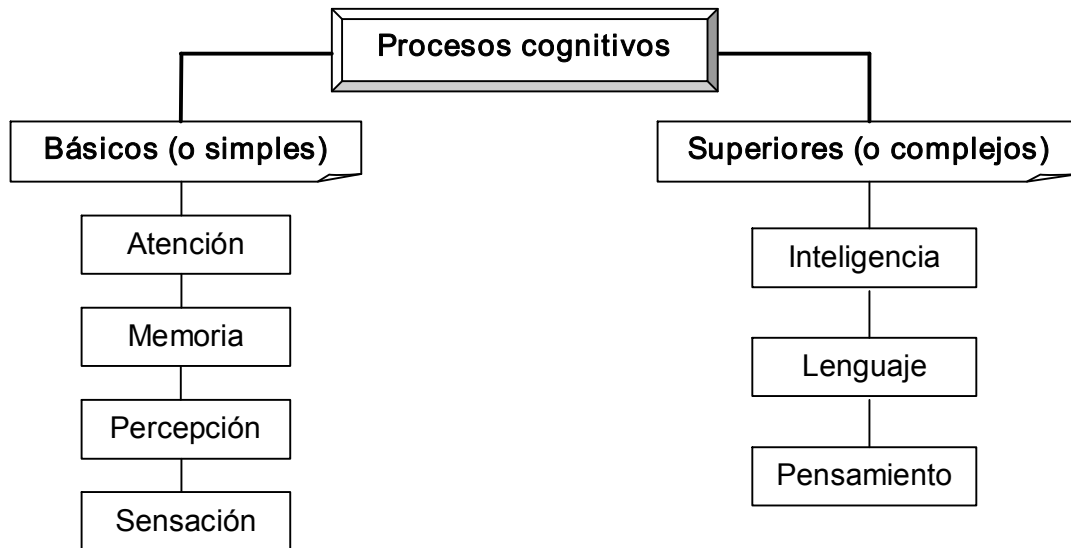 Procesos cognitivos
Básicos (o simples)
Atención
Memoria
Percepción
Sensación
Superiores (o complejos)
Inteligencia
Lenguaje
Pensamiento